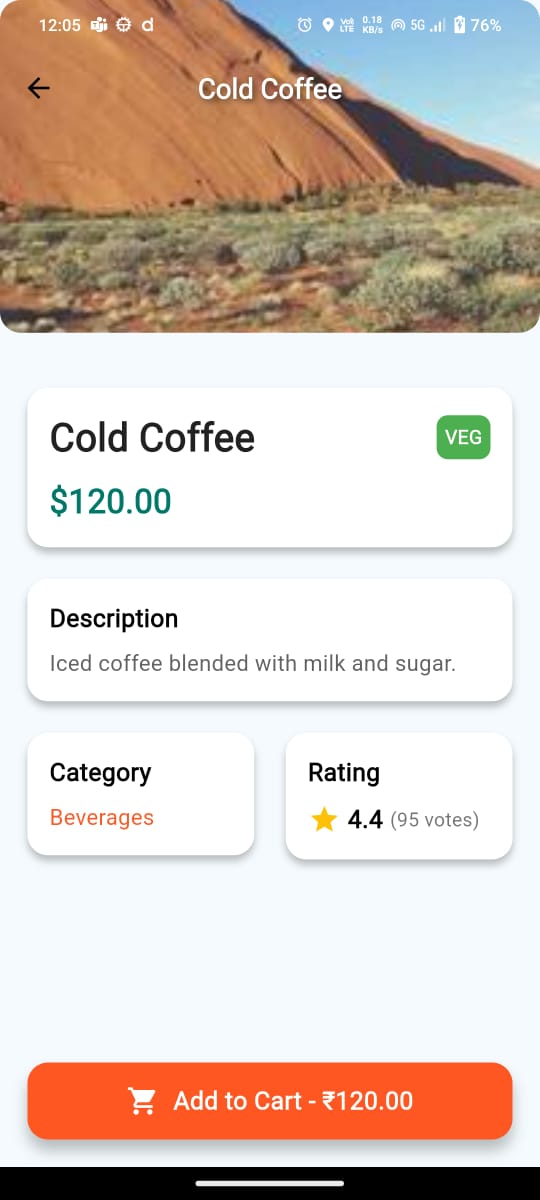 12:05 d Vo) LTE 0.18 KB/s 5G 76%
Cold Coffee
Cold Coffee
VEG
$120.00
Description
Iced coffee blended with milk and sugar.
Category
Beverages
Rating
4.4 (95 votes)
Add to Cart - ₹120.00